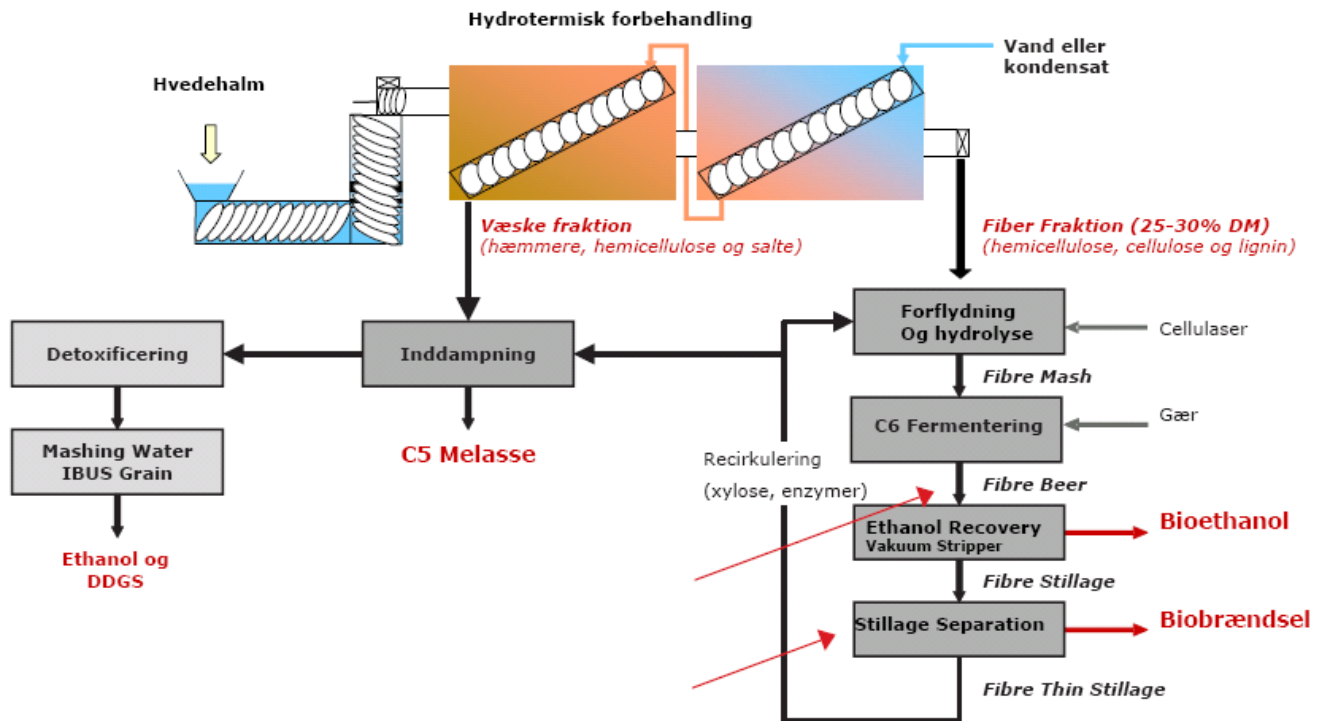 Hydrotermisk forbehandling
Vand eller
kondensat
Hvedehalm
Væske fraktion
(hæmmere, hemicellulose og salte)
Fiber Fraktion (25-30% DM)
(hemicellulose, cellulose og lignin)
Detoxificering
Inddampning
Forflydning
Og hydrolyse
Cellulaser
Fibre Mash
Mashing Water
IBUS Grain
C5 Melasse
C6 Fermentering
Gær
Recirkulering
(xylose, enzymer)
Fibre Beer
Ethanol og
DDGS
Ethanol Recovery
Vakuum Stripper
Bioethanol
Fibre Stillage
Stillage Separation
Biobrændsel
Fibre Thin Stillage